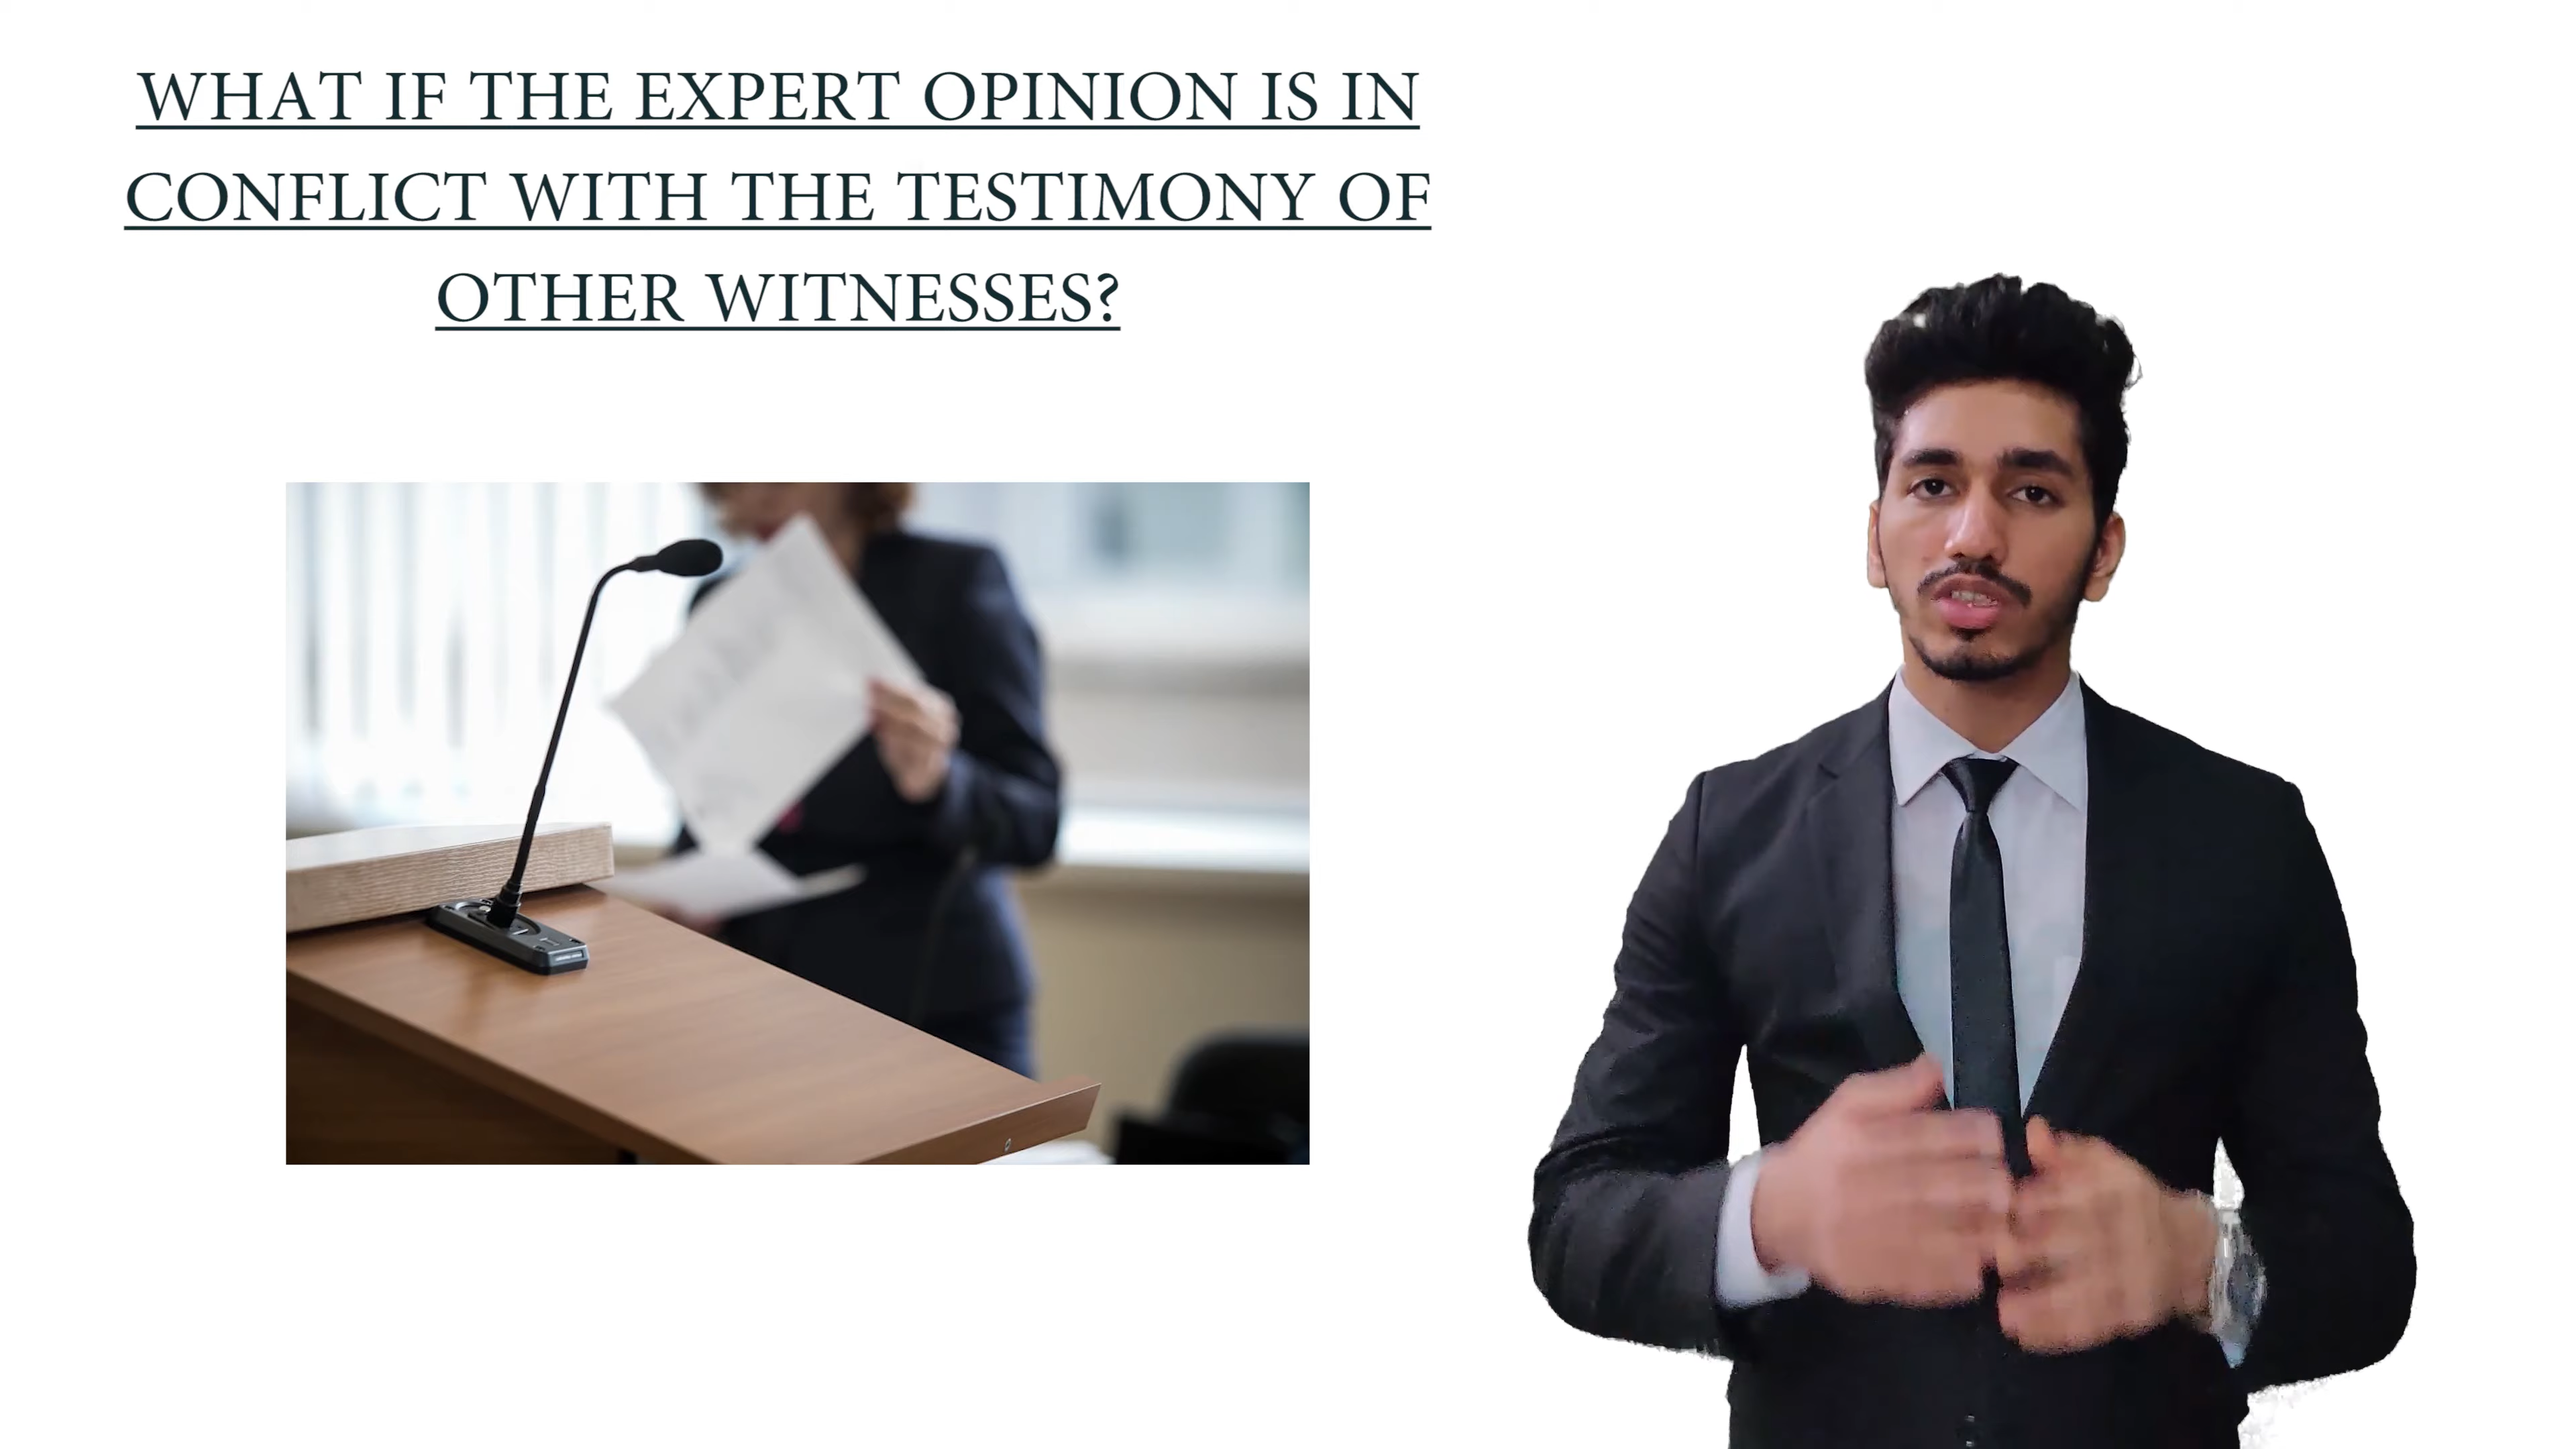 WHAT IF THE EXPERT OPINION IS IN
CONFLICT WITH THE TESTIMONY OF
OTHER WITNESSES?